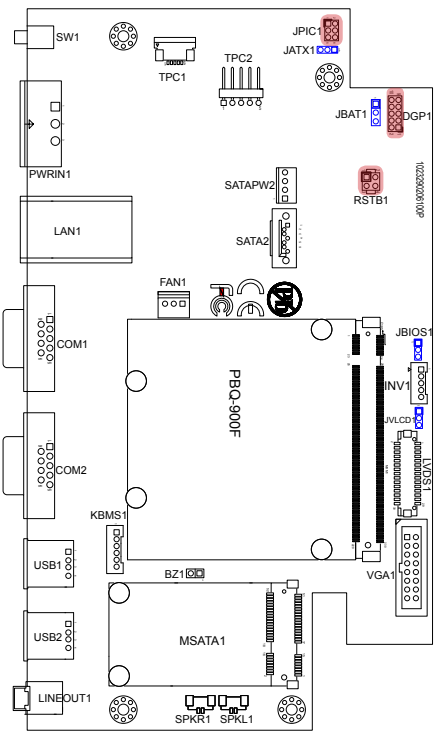 SW1
TPC1
TPC2
JPIC1
JATX1
JBAT1
DGP1
PWRIN1
SATAPW2
RSTB1
1023290206100P
LAN1
SATA2
FAN1
COM1
PBQ-900F
JBIOS1
INV1
JVLCD1
COM2
LVDS1
KBMS1
USB1
BZ1
VGA1
USB2
MSATA1
LINEOUT1
SPKR1
SPKL1